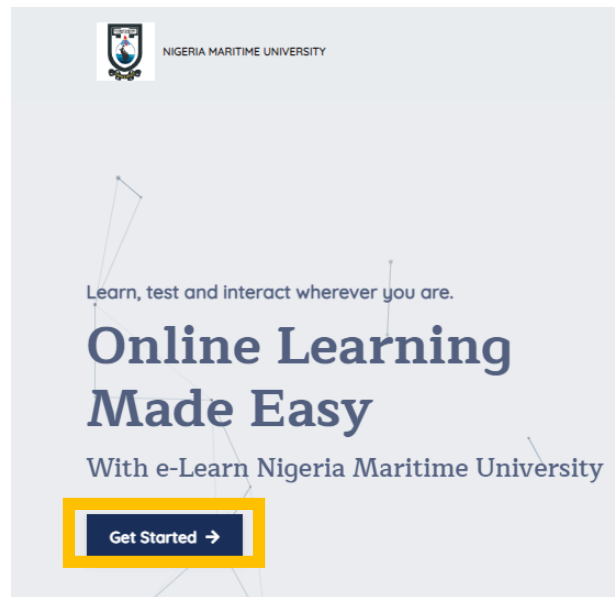 NIGERIA MARITIME UNIVERSITY
Learn, test and interact wherever you are.
Online Learning
Made Easy
With e-Learn Nigeria Maritime University
Get Started →